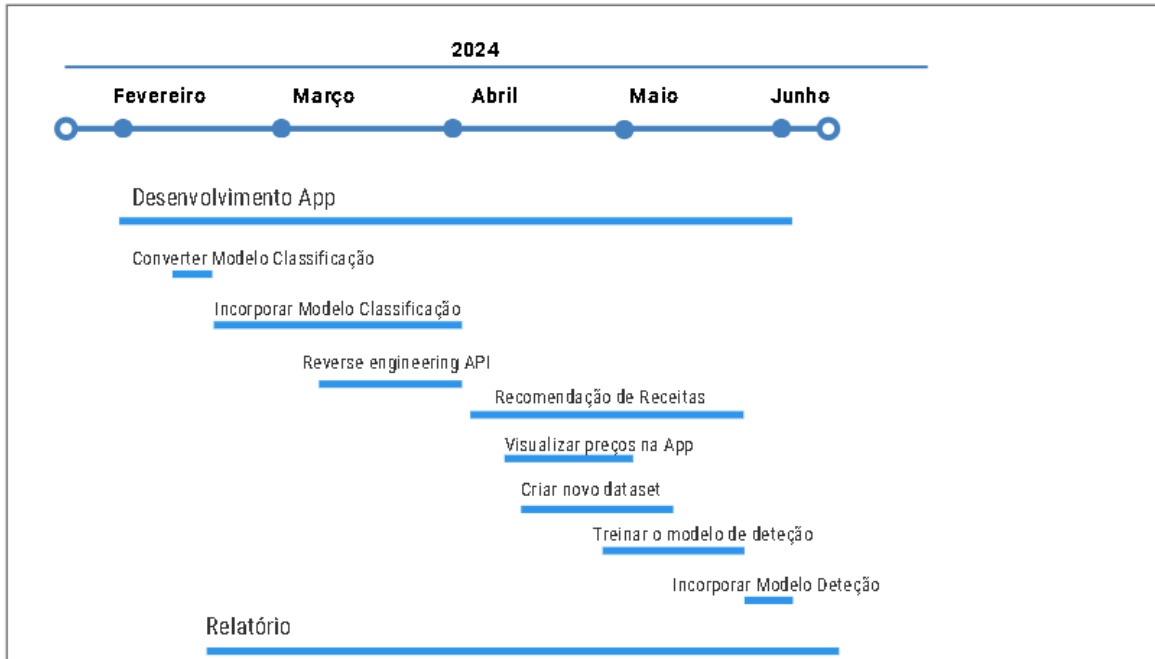 2024
Fevereiro Março Abril Maio Junho
Desenvolvimento App
Converter Modelo Classificação
Incorporar Modelo Classificação
Reverse engineering API
Recomendação de Receitas
Visualizar preços na App
Criar novo dataset
Treinar o modelo de deteção
Incorporar Modelo Deteção
Relatório